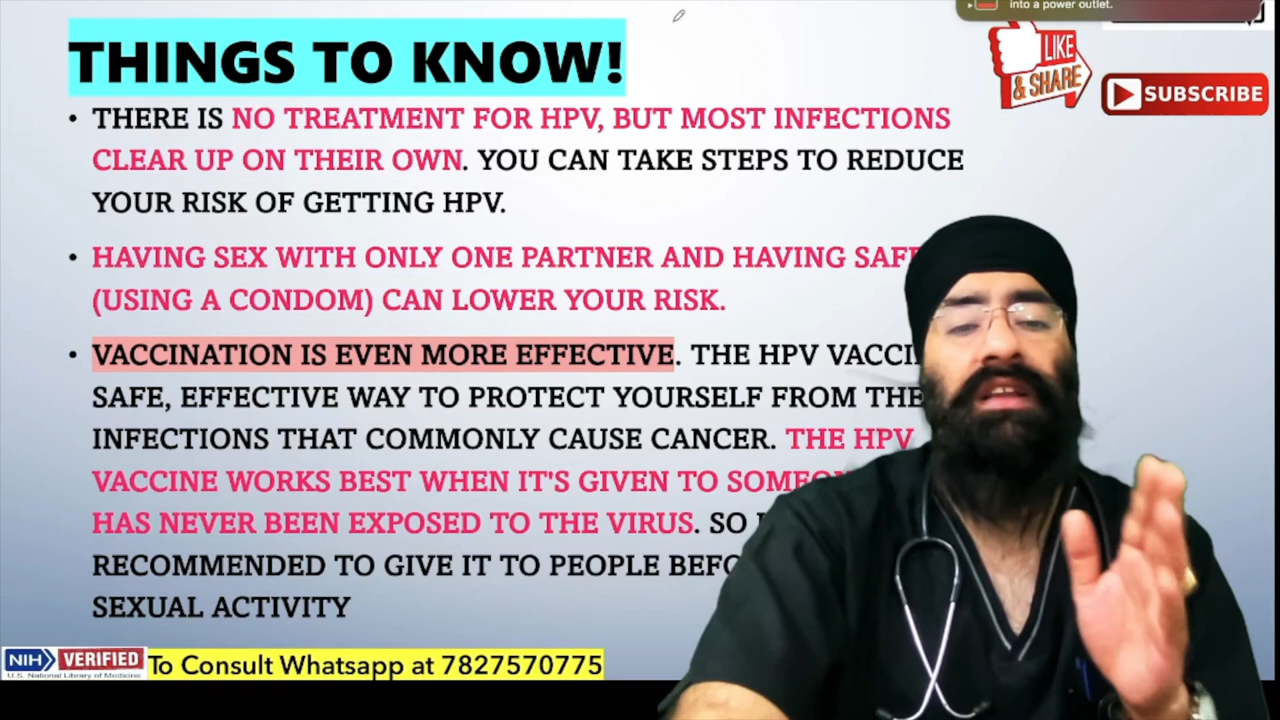 into a power outlet.
THINGS TO KNOW!
LIKE
& SHARE
SUBSCRIBE
• THERE IS NO TREATMENT FOR HPV, BUT MOST INFECTIONS
CLEAR UP ON THEIR OWN. YOU CAN TAKE STEPS TO REDUCE
YOUR RISK OF GETTING HPV.
• HAVING SEX WITH ONLY ONE PARTNER AND HAVING
(USING A CONDOM) CAN LOWER YOUR RISK.
• VACCINATION IS EVEN MORE EFFECTIVE. THE HPV
SAFE, EFFECTIVE WAY TO PROTECT YOURSELF FROM THE
INFECTIONS THAT COMMONLY CAUSE CANCER. THE HPV
VACCINE WORKS BEST WHEN IT'S GIVEN TO
HAS NEVER BEEN EXPOSED TO THE VIRUS. SO
RECOMMENDED TO GIVE IT TO PEOPLE
SEXUAL ACTIVITY
NIH VERIFIED
U.S. National Library of Medicine
To Consult Whatsapp at 7827570775